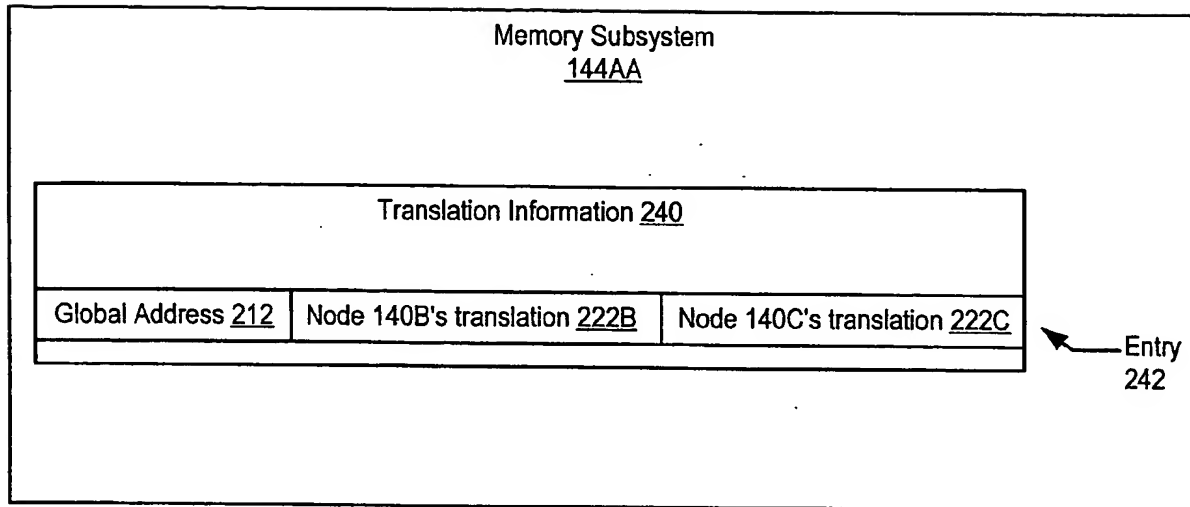 Memory Subsystem
144AA
Translation Information 240
Global Address 212
Node 140B's translation 222B
Node 140C's translation 222C
Entry
242